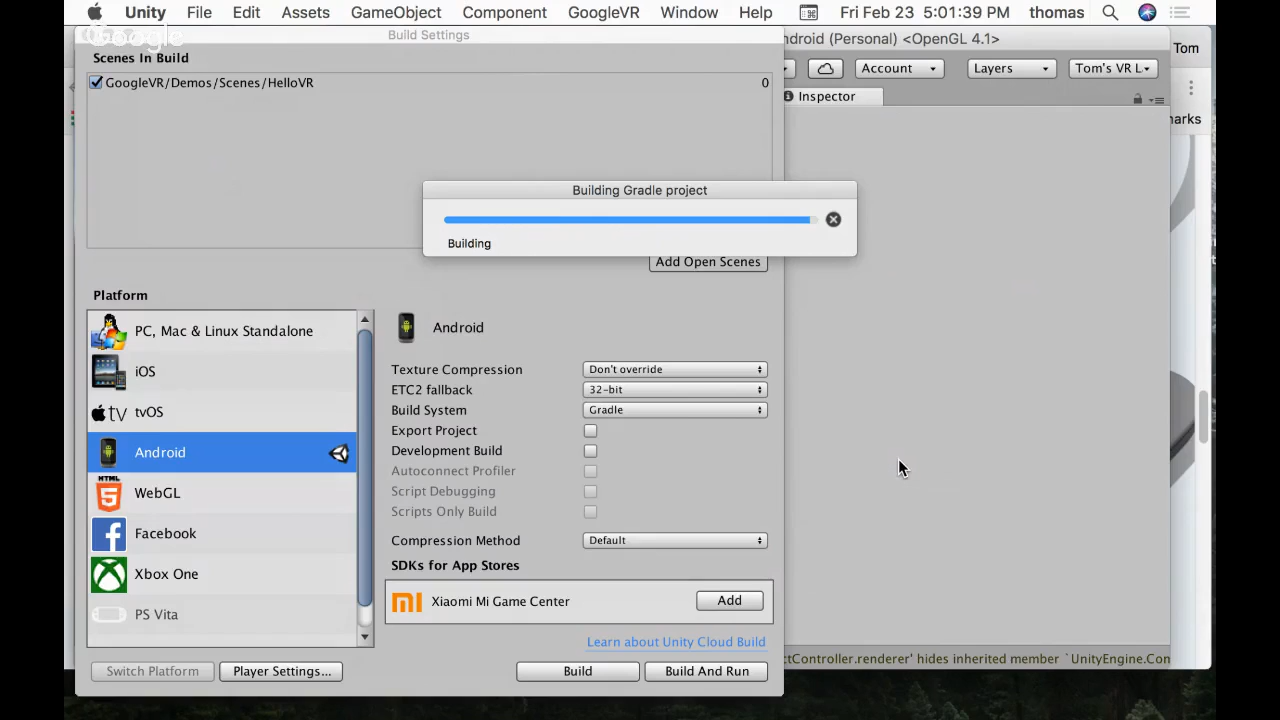 Unity File Edit Assets GameObject Component GoogleVR Window Help Fri Feb 23 5:01:39 PM thomas
Google
Build Settings
ndroid (Personal) <OpenGL 4.1>
Tom
Scenes In Build
Account
Layers
Tom's VR L
GoogleVR/Demos/Scenes/HelloVR 0
Inspector
arks
Building Gradle project
Building
Add Open Scenes
Platform
PC, Mac & Linux Standalone
iOS
tvOS
Android
WebGL
Facebook
Xbox One
PS Vita
Android
Texture Compression Don't override
ETC2 fallback 32-bit
Build System Gradle
Export Project
Development Build
Autoconnect Profiler
Script Debugging
Scripts Only Build
Compression Method Default
SDKs for App Stores
Xiaomi Mi Game Center Add
Learn about Unity Cloud Build
Switch Platform Player Settings... Build Build And Run
ctController.renderer' hides inherited member `UnityEngine.Com